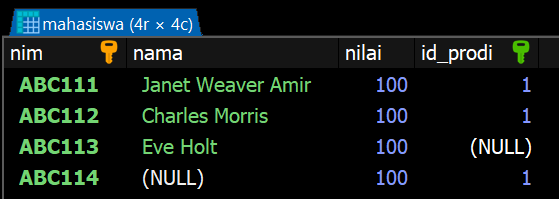 mahasiswa (4r × 4c)
nim nama nilai id_prodi
ABC111 Janet Weaver Amir 100 1
ABC112 Charles Morris 100 1
ABC113 Eve Holt 100 (NULL)
ABC114 (NULL) 100 1